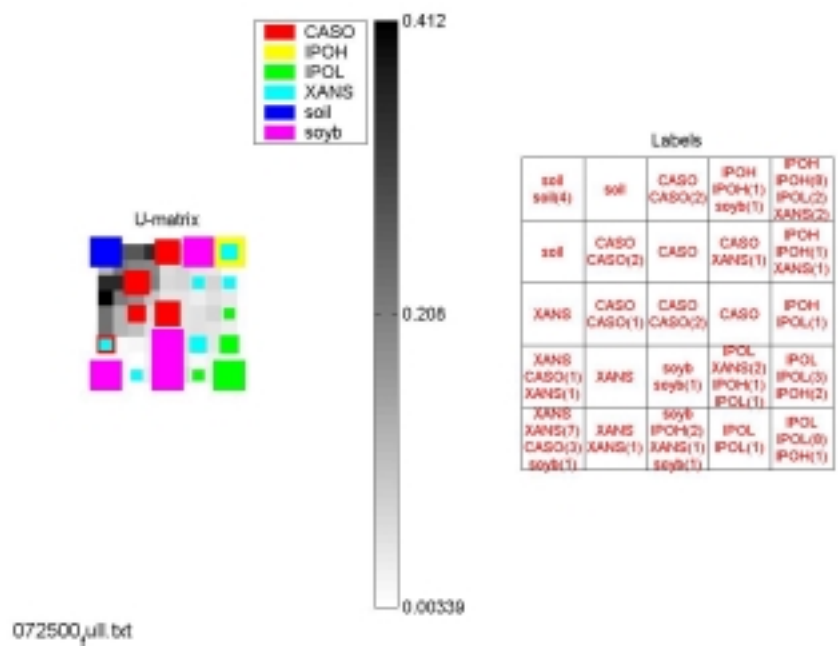 CASO
IPOH
IPOL
XANS
soil
soyb
0.412
0.206
0.00339
U-matrix
Labels
soil
soil(4)
soil
CASO
CASO(2)
IPOH
IPOH(1)
soyb(1)
IPOH
IPOH(8)
IPOL(2)
XANS(2)
soil
CASO
CASO(2)
CASO
CASO
XANS(1)
IPOH
IPOH(1)
XANS(1)
XANS
CASO
CASO(1)
CASO
CASO(2)
CASO
IPOH
IPOL(1)
XANS
CASO(1)
XANS(1)
XANS
soyb
soyb(1)
IPOL
XANS(2)
IPOH(1)
IPOL(1)
IPOL
IPOL(3)
IPOH(2)
XANS
XANS(7)
CASO(3)
soyb(1)
XANS
XANS(1)
soyb
IPOH(2)
XANS(1)
soyb(1)
IPOL
IPOL(1)
IPOL
IPOL(8)
IPOH(1)
072500full.txt